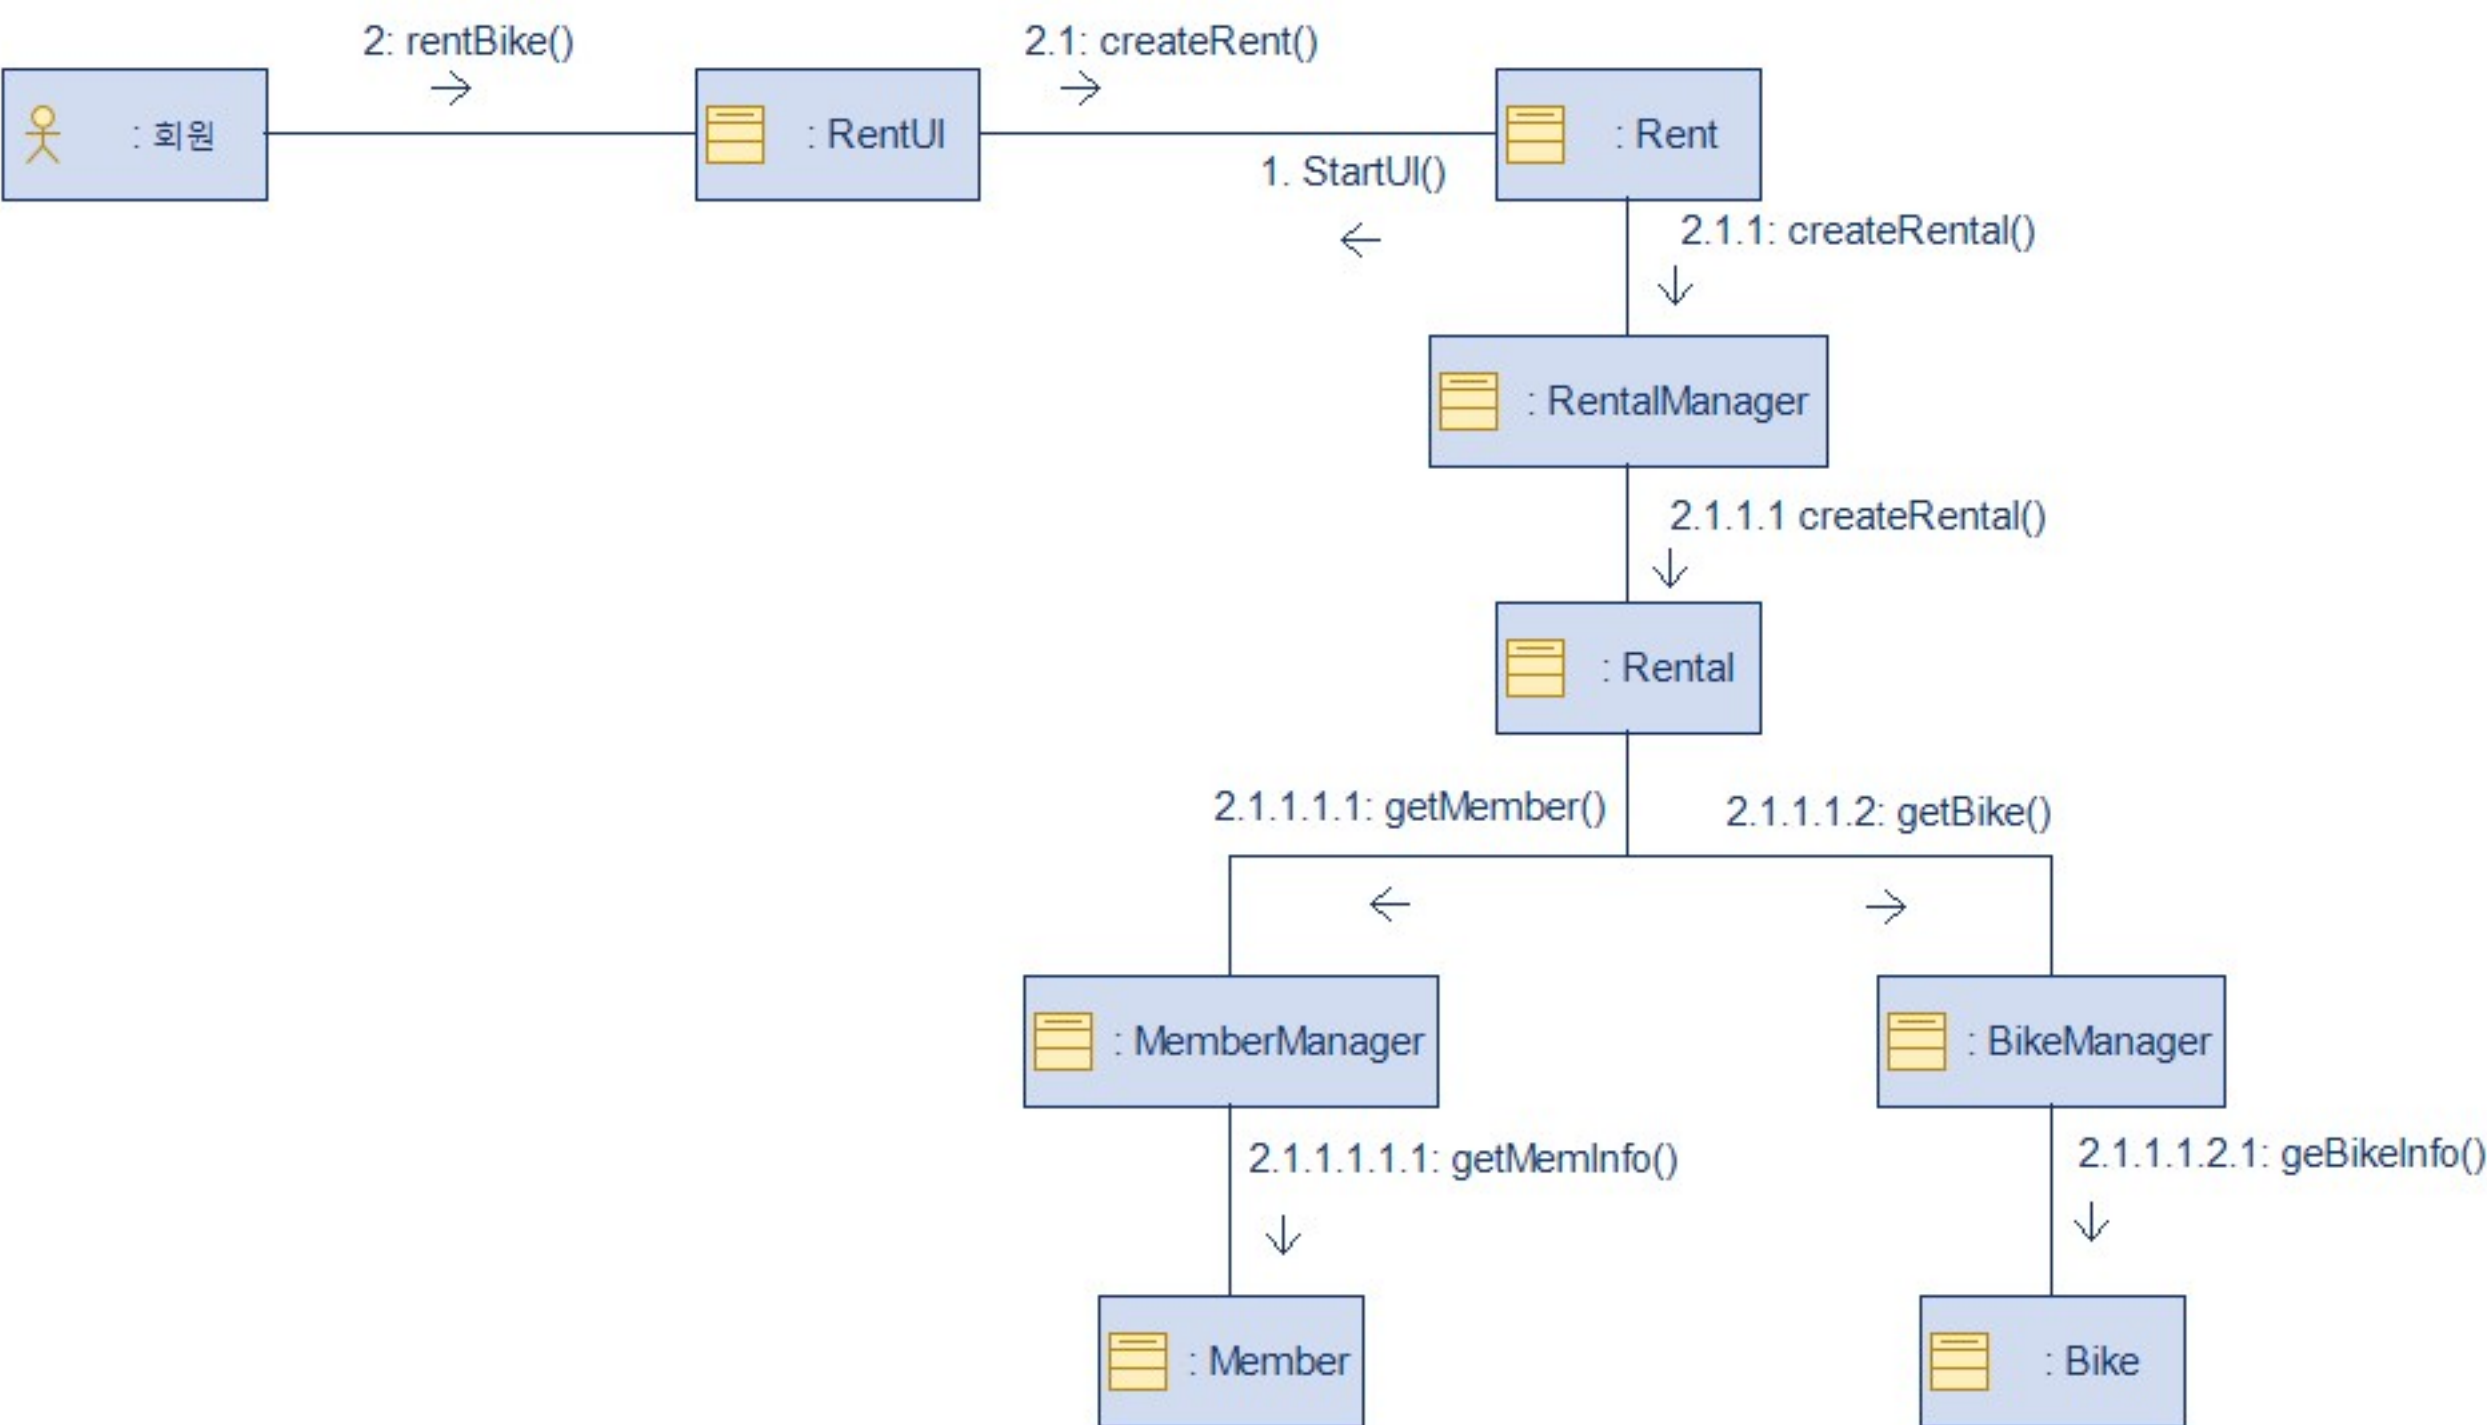 2: rentBike()
2.1: createRent()
: 회원
: RentUI
: Rent
1. StartUI()
2.1.1: createRental()
: RentalManager
2.1.1.1 createRental()
: Rental
2.1.1.1.1: getMember()
2.1.1.1.2: getBike()
: MemberManager
: BikeManager
2.1.1.1.1.1: getMemInfo()
2.1.1.1.2.1: geBikeInfo()
: Member
: Bike